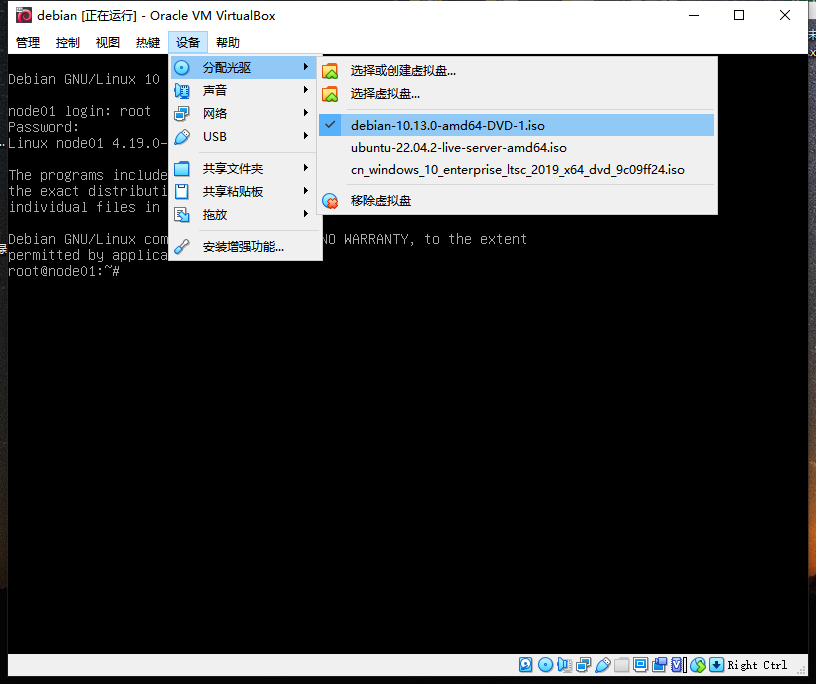 debian [正在运行] - Oracle VM VirtualBox
管理 控制 视图 热键 设备 帮助
Debian GNU/Linux 10
node01 login: root
Password:
Linux node01 4.19.0-
The programs include
the exact distributi
individual files in
Debian GNU/Linux com NO WARRANTY, to the extent
permitted by applica
root@node01:~#
分配光驱
声音
网络
USB
共享文件夹
共享粘贴板
拖放
安装增强功能...
选择或创建虚拟盘...
选择虚拟盘...
debian-10.13.0-amd64-DVD-1.iso
ubuntu-22.04.2-live-server-amd64.iso
cn_windows_10_enterprise_ltsc_2019_x64_dvd_9c09ff24.iso
移除虚拟盘
Right Ctrl